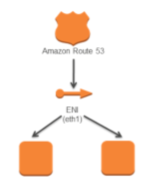 Amazon Route 53
ENI
(eth1)